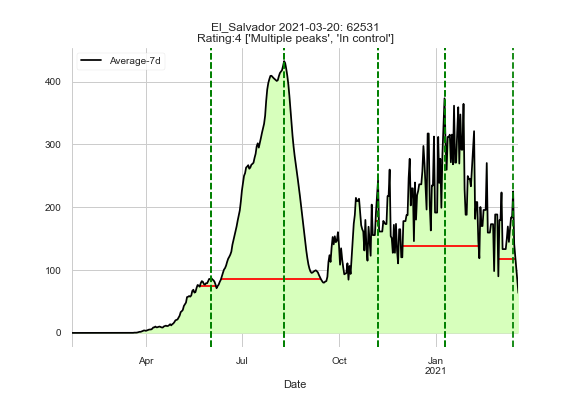 El_Salvador 2021-03-20: 62531
Rating:4 ['Multiple peaks', 'In control']
Average-7d
400
300
200
100
0
Apr
Jul
Oct
Jan
2021
Date